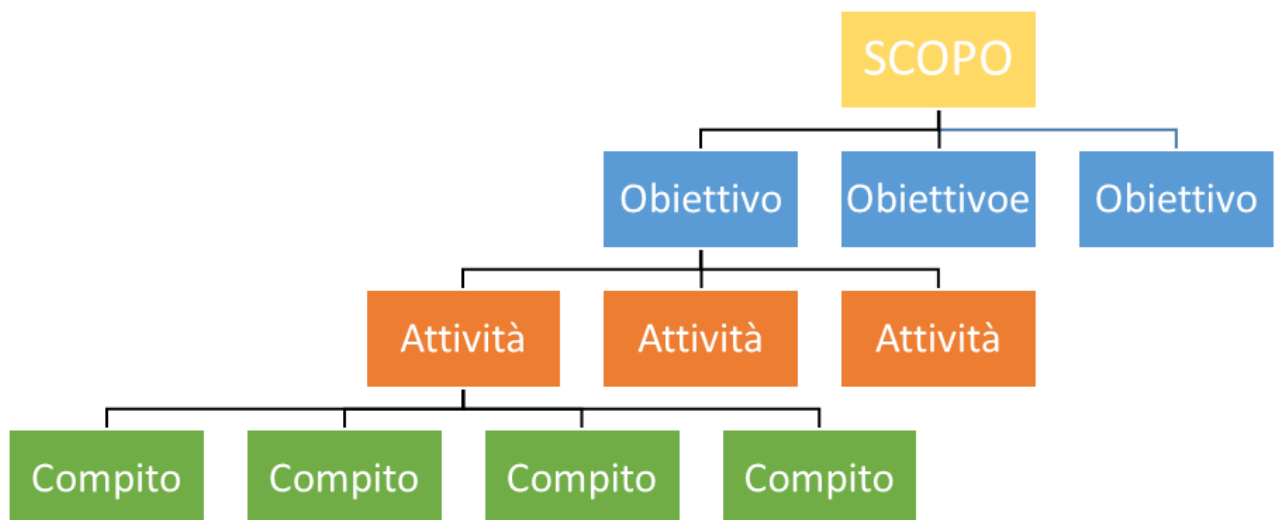 SCOPO
Obiettivo
Obiettivoe
Obiettivo
Attività
Attività
Attività
Compito
Compito
Compito
Compito